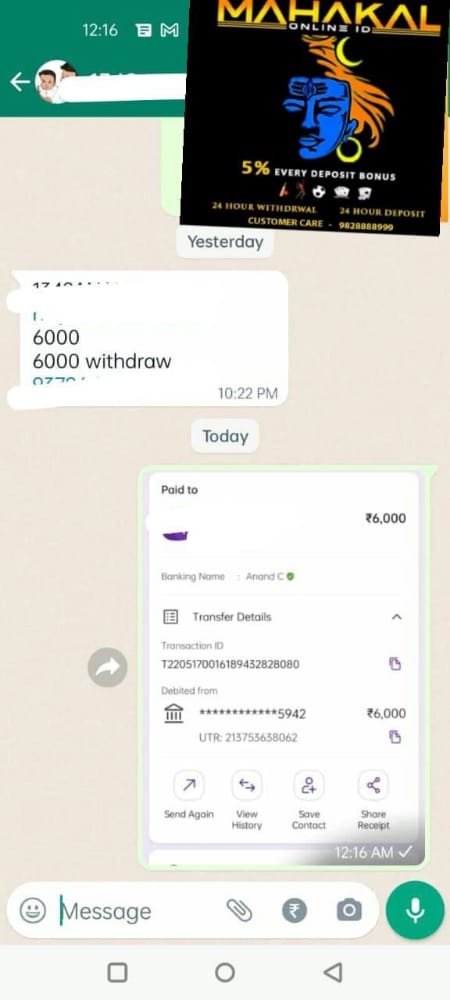 12:16
MAHAKAL
ONLINE ID
5% EVERY DEPOSIT BONUS
24 HOUR WITHDRWAL 24 HOUR DEPOSIT
CUSTOMER CARE - 9828888999
Yesterday
6000
6000 withdraw
10:22 PM
Today
Paid to
₹6,000
Banking Name : Anand C
Transfer Details
Transaction ID
T2205170016189432828080
Debited from
************5942 ₹6,000
UTR: 213753638062
Send Again View History Save Contact Share Receipt
12:16 AM
Message